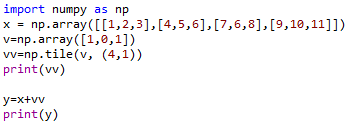 import numpy as np
x = np.array([[1,2,3],[4,5,6],[7,6,8],[9,10,11]])
v=np.array([1,0,1])
vv=np.tile(v, (4,1))
print(vv)
y=x+vv
print(y)